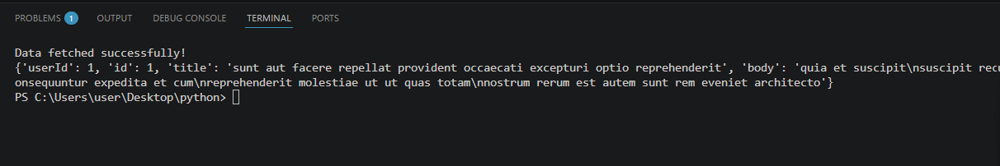 PROBLEMS 1 OUTPUT DEBUG CONSOLE TERMINAL PORTS
Data fetched successfully!
{'userId': 1, 'id': 1, 'title': 'sunt aut facere repellat provident occaecati excepturi optio reprehenderit', 'body': 'quia et suscipit\nsuscipit recu
onsequuntur expedita et cum\nreprehenderit molestiae ut ut quas totam\nnostrum rerum est autem sunt rem eveniet architecto'}
PS C:\Users\user\Desktop\python>